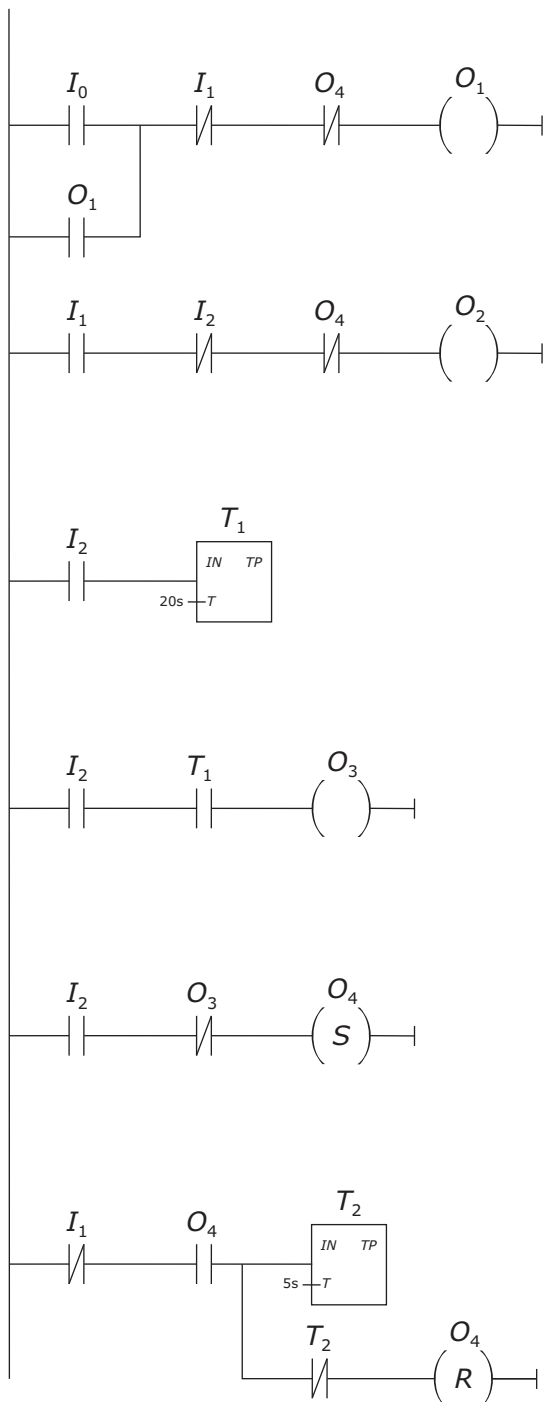 I₀ I₁ O₄ O₁
O₁
I₁ I₂ O₄ O₂
T₁
I₂ IN TP
20s T
I₂ T₁ O₃
I₂ O₃ O₄
S
T₂
I₁ O₄ IN TP
5s T
T₂ O₄
R